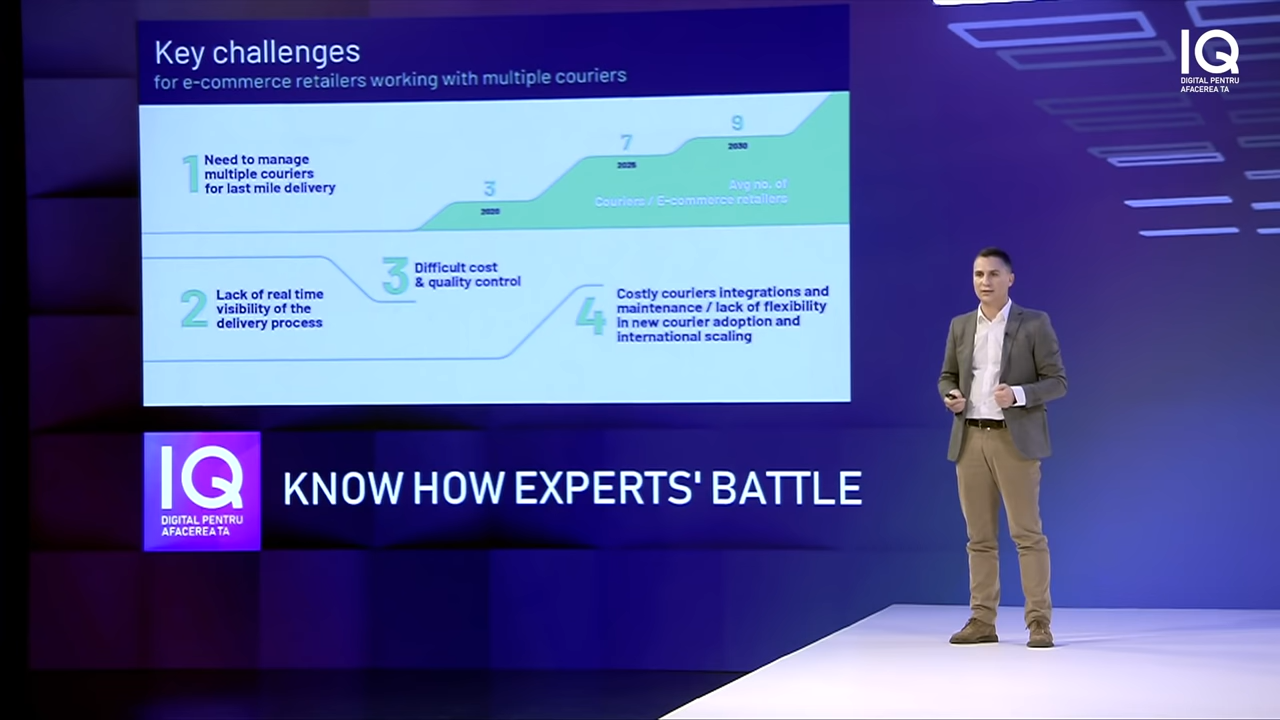 Key challenges
for e-commerce retailers working with multiple couriers
1
Need to manage
multiple couriers
for last mile delivery
3
2020
7
2025
9
2030
Avg no. of
Couriers / E-commerce retailers
2
Lack of real time
visibility of the
delivery process
3
Difficult cost
& quality control
4
Costly couriers integrations and
maintenance / lack of flexibility
in new courier adoption and
international scaling
IQ
DIGITAL PENTRU
AFACEREA TA
KNOW HOW EXPERTS' BATTLE
IQ
DIGITAL PENTRU
AFACEREA TA